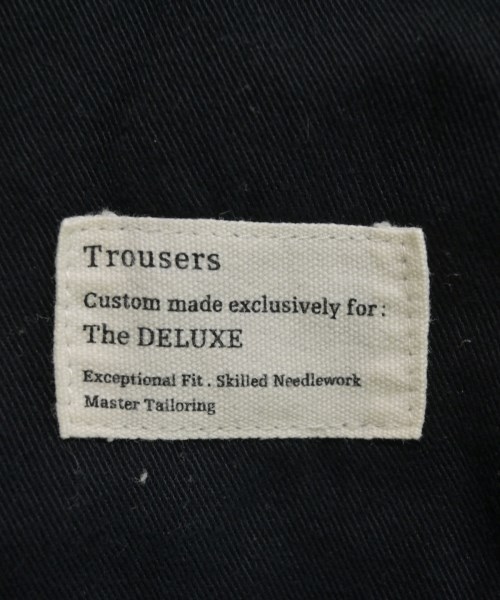 Trousers
Custom made exclusively for:
The DELUXE
Exceptional Fit. Skilled Needlework
Master Tailoring